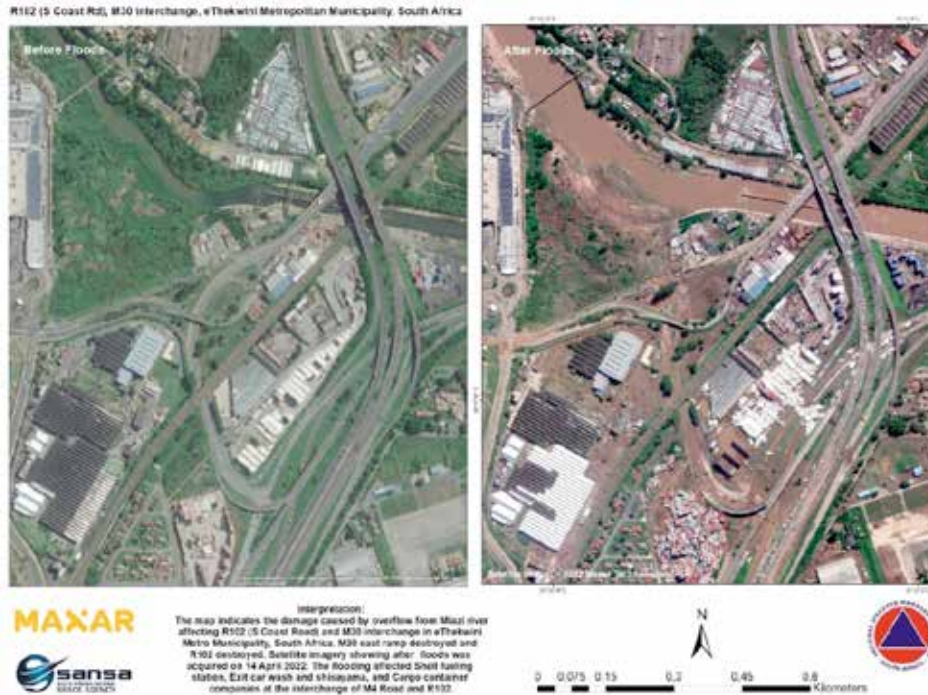 R102 (S Coast Rd), M30 Interchange, eThekwini Metropolitan Municipality, South Africa
Before Floods
After Floods
MAXAR
sansa
Interpretation:
The map indicates the damage caused by overflow from Mlazi river
affecting R102 (S Coast Road) and M30 interchange in eThekwini
Metro Municipality, South Africa. M30 east ramp destroyed and
R102 destroyed. Satellite imagery showing after floods was
acquired on 14 April 2022. The flooding affected Shell fueling
station, Exit car wash and shisayama, and Cargo container
companies at the interchange of M4 Road and R102.
N
0 0.075 0.15 0.3 0.45 0.6
Kilometers